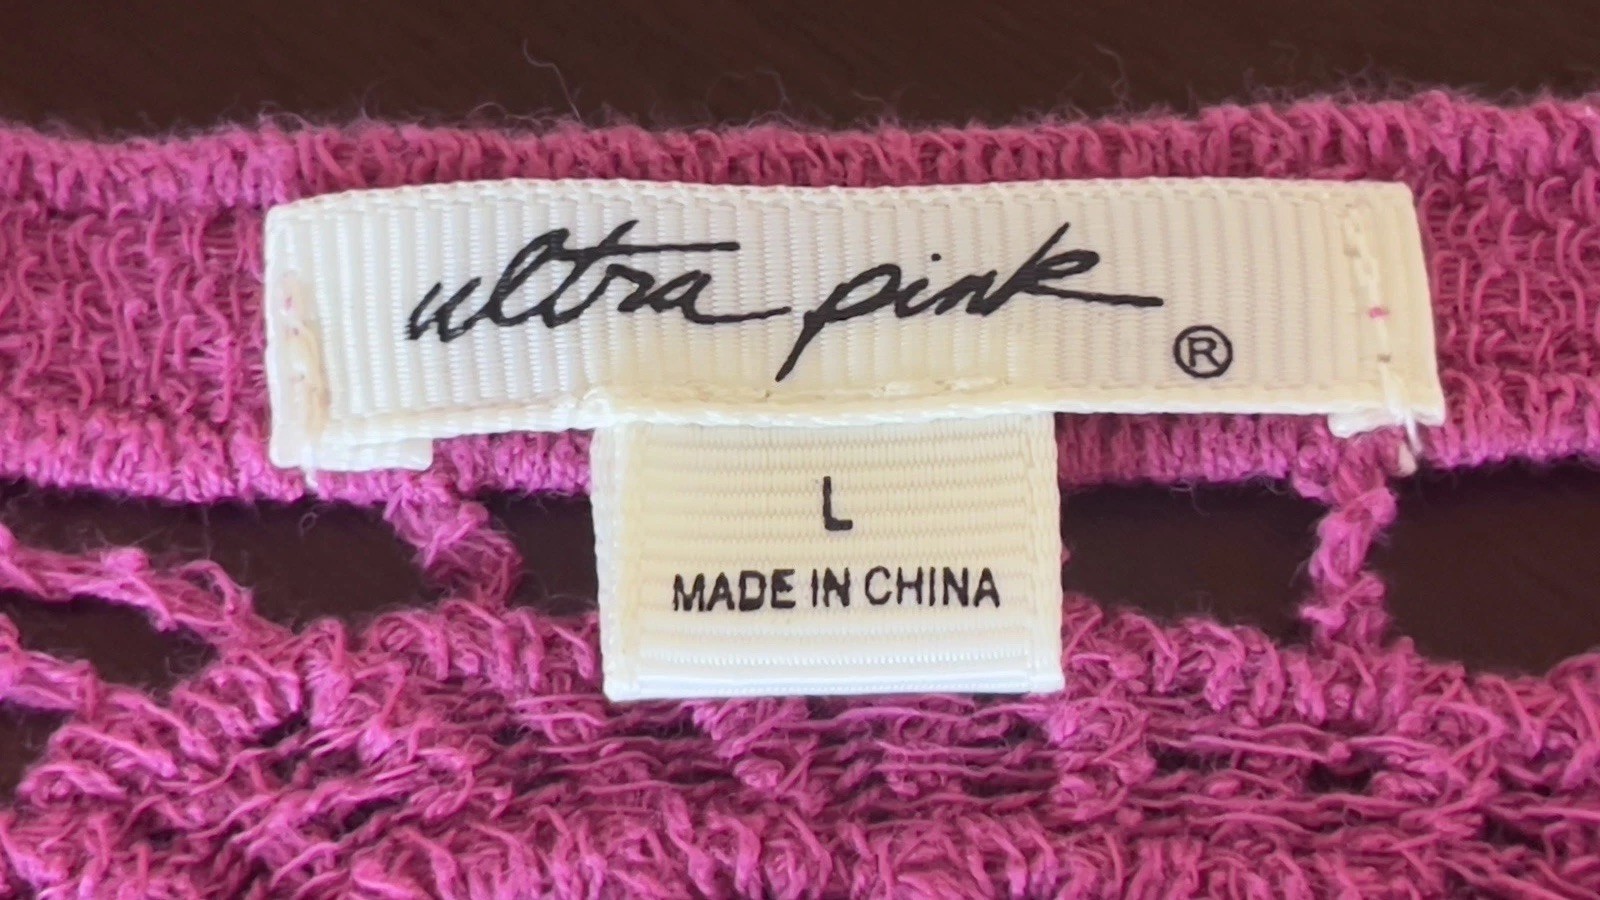 ultra pink ®
L
MADE IN CHINA